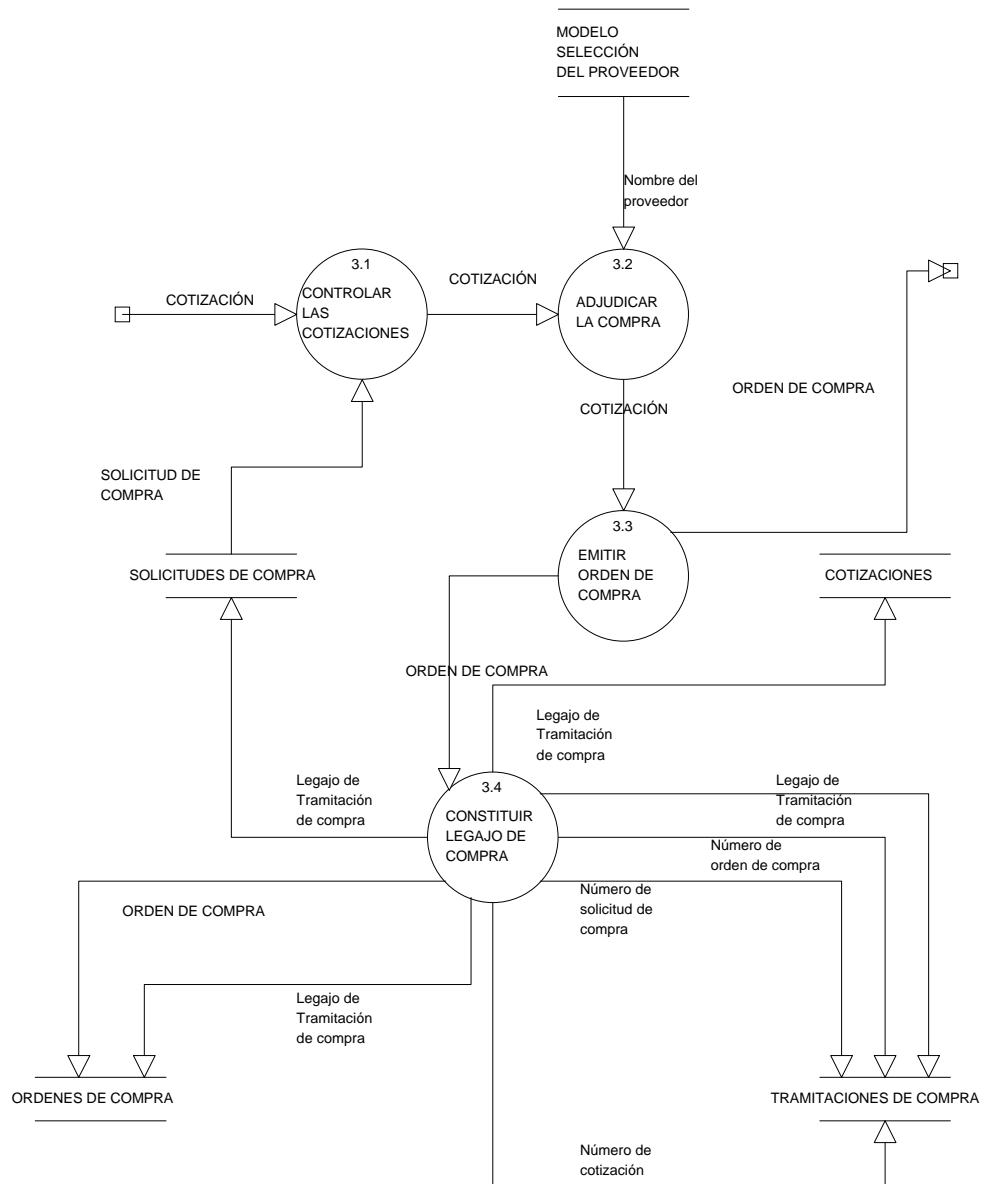 MODELO
SELECCIÓN
DEL PROVEEDOR
Nombre del
proveedor
3.1
CONTROLAR
LAS
COTIZACIONES
COTIZACIÓN
COTIZACIÓN
3.2
ADJUDICAR
LA COMPRA
ORDEN DE COMPRA
COTIZACIÓN
SOLICITUD DE
COMPRA
3.3
EMITIR
ORDEN DE
COMPRA
SOLICITUDES DE COMPRA
COTIZACIONES
ORDEN DE COMPRA
Legajo de
Tramitación
de compra
Legajo de
Tramitación
de compra
3.4
CONSTITUIR
LEGAJO DE
COMPRA
Legajo de
Tramitación
de compra
Número de
orden de compra
Número de
solicitud de
compra
ORDEN DE COMPRA
Legajo de
Tramitación
de compra
ORDENES DE COMPRA
TRAMITACIONES DE COMPRA
Número de
cotización